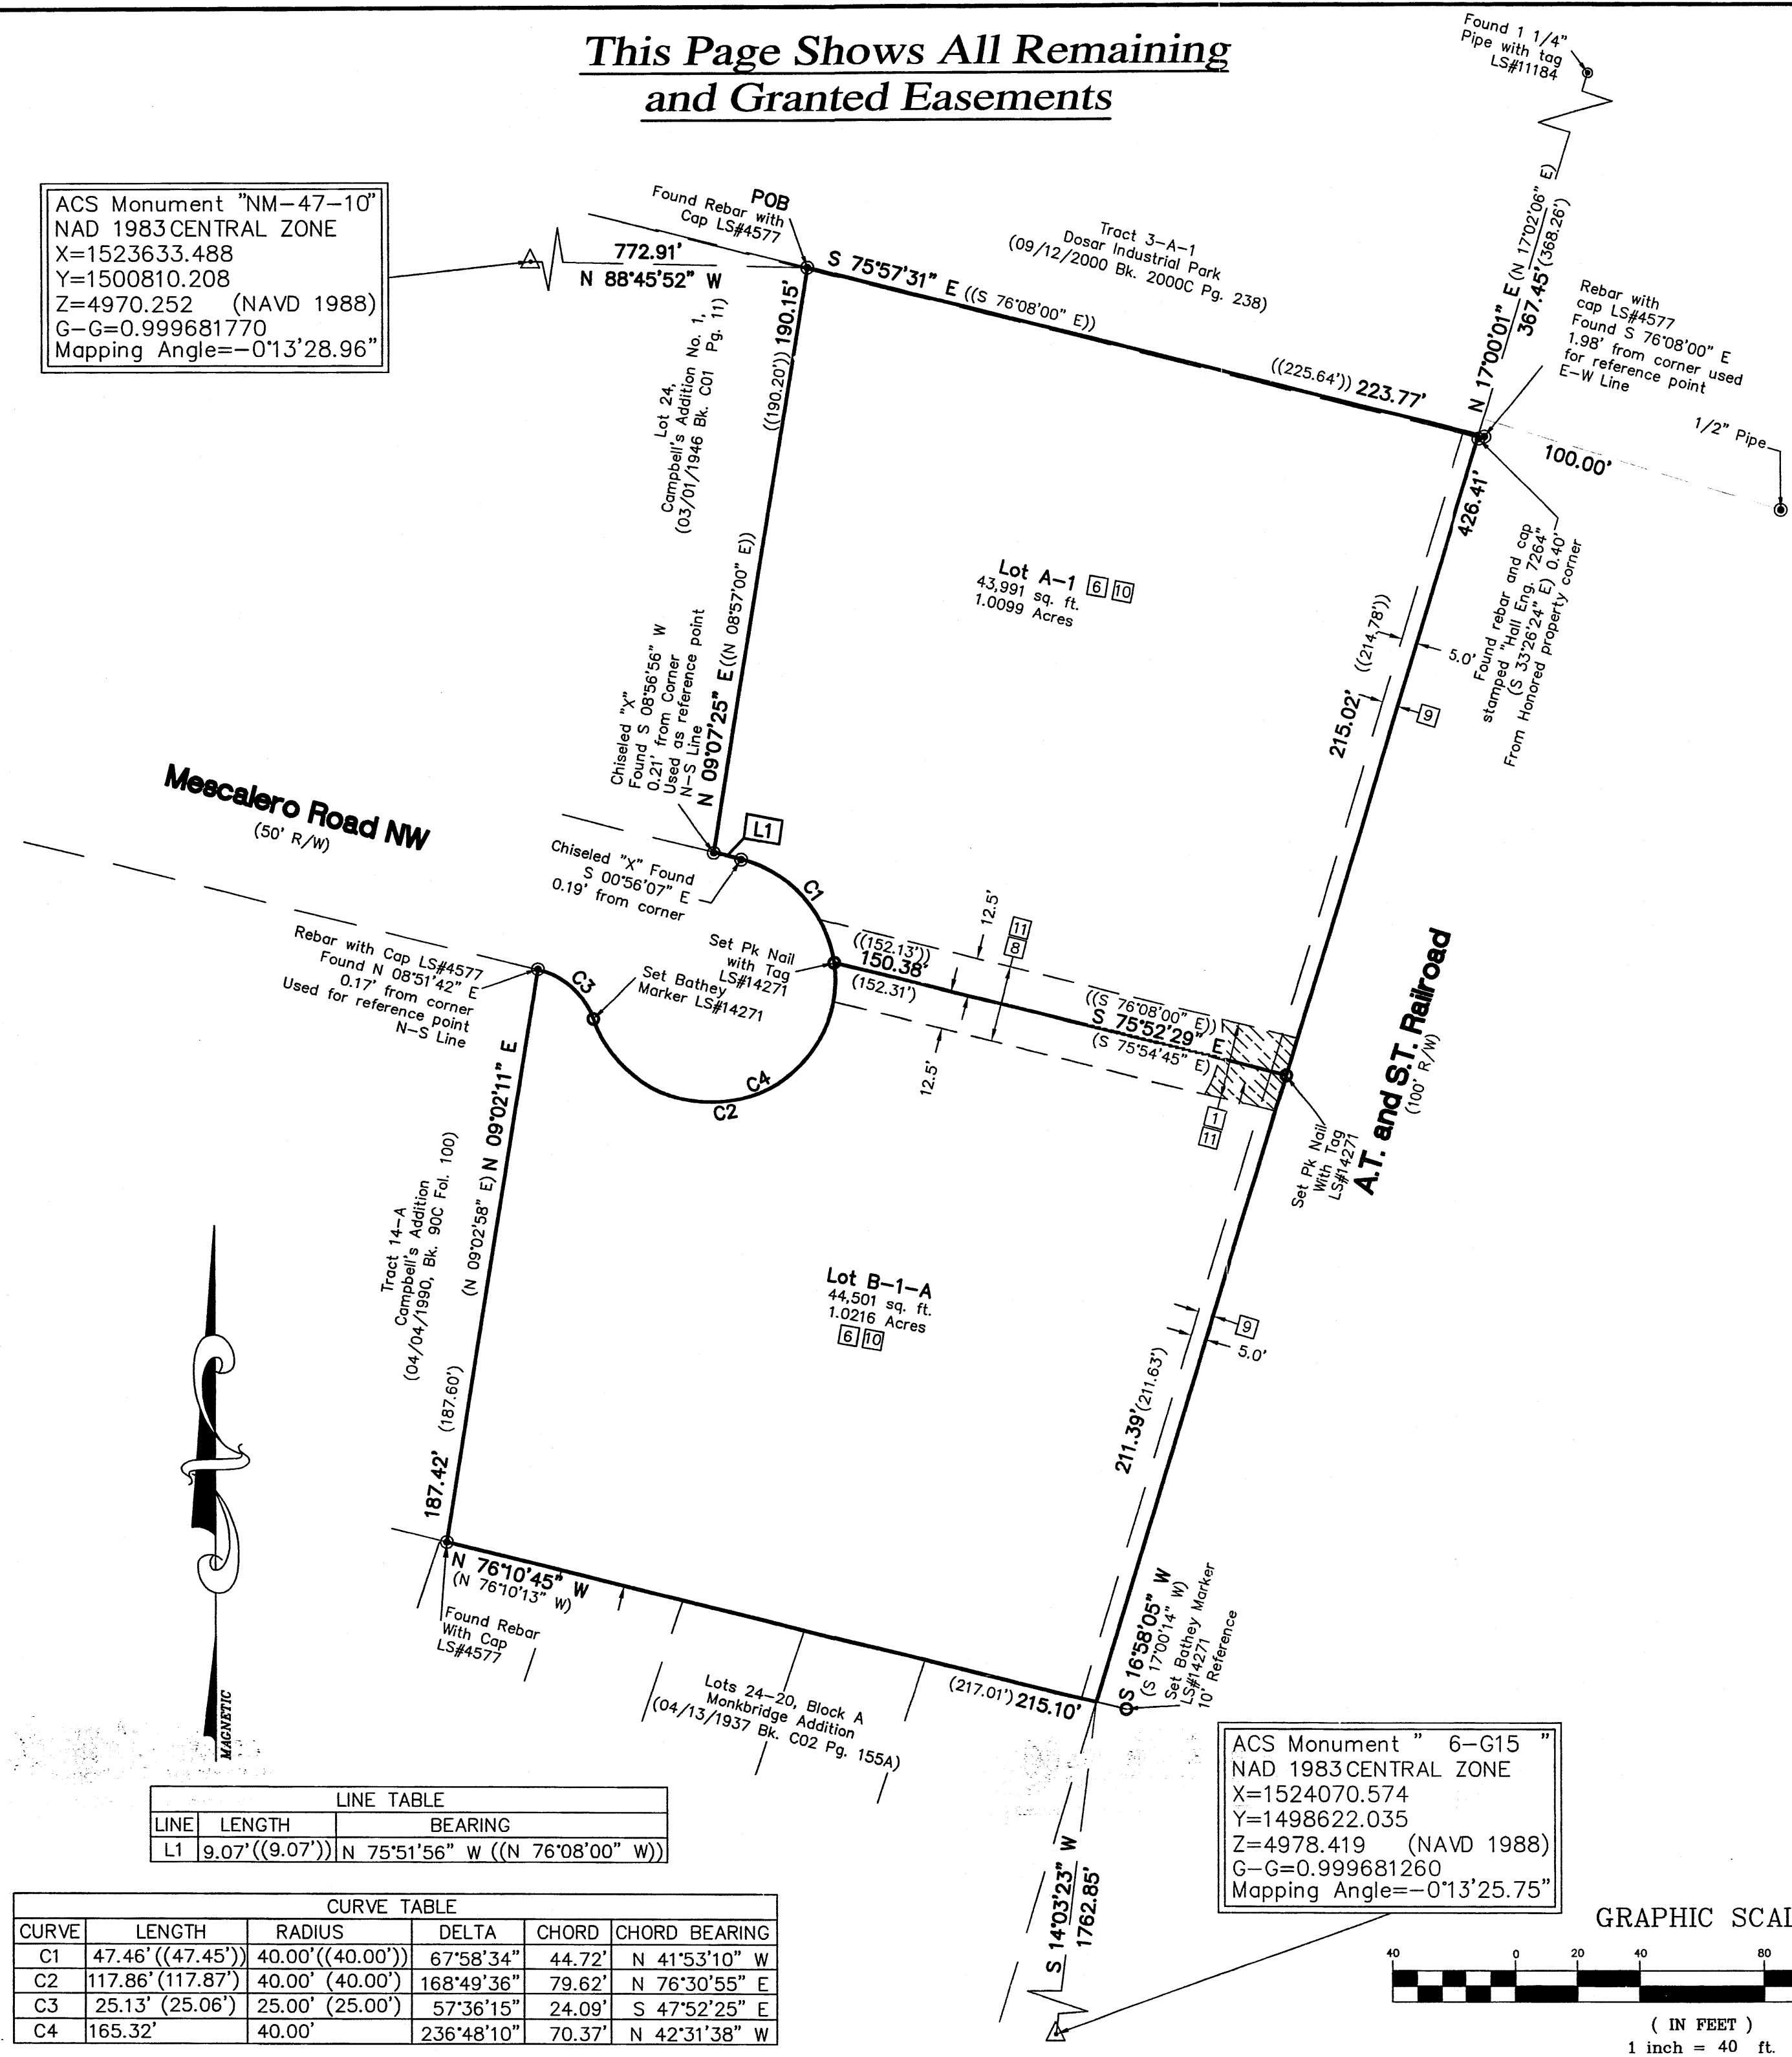 This Page Shows All Remaining
and Granted Easements
Found 1 1/4"
Pipe with tag
LS#11184
ACS Monument "NM-47-10"
NAD 1983 CENTRAL ZONE
X=1523633.488
Y=1500810.208
Z=4970.252 (NAVD 1988)
G-G=0.999681770
Mapping Angle=-0°13'28.96"
772.91'
N 88°45'52" W
Found Rebar with
Cap LS#4577
POB
S 75°57'31" E ((S 76°08'00" E))
Tract 3-A-1
Dosar Industrial Park
(09/12/2000 Bk. 2000C Pg. 238)
((225.64')) 223.77'
N 17°00'01" E (N 17°02'06" E)
367.45' (368.26')
Rebar with
cap LS#4577
Found S 76°08'00" E
1.98' from corner used
for reference point
E-W Line
1/2" Pipe
100.00'
426.41'
Found rebar and cap
stamped "Hall Eng. 7264"
(S 33°26'24" E) 0.40'
From Honored property corner
((190.20')) 190.15'
Lot 24,
Campbell's Addition No. 1,
(03/01/1946 Bk. C01 Pg. 11)
N 09°07'25" E ((N 08°57'00" E))
Lot A-1 6 10
43,991 sq. ft.
1.0099 Acres
((214.78'))
215.02'
5.0'
9
Chiseled "X"
Found S 08°56'56" W
0.21' from Corner
Used as reference point
N-S Line
L1
Mescalero Road NW
(50' R/W)
Chiseled "X" Found
S 00°56'07" E
0.19' from corner
C1
Rebar with Cap LS#4577
Found N 08°51'42" E
0.17' from corner
Used for reference point
N-S Line
C3
Set Bathey
Marker LS#14271
Set Pk Nail
with Tag
LS#14271
((152.13'))
150.38'
(152.31')
12.5'
11
8
12.5'
((S 76°08'00" E))
S 75°52'29" E
(S 75°54'45" E)
1
11
C4
C2
A.T. and S.T. Railroad
(100' R/W)
Set Pk Nail
With Tag
LS#14271
N 09°02'11" E
(N 09°02'58" E)
Tract 14-A
Campbell's Addition
(04/04/1990, Bk. 90C Fol. 100)
187.42' (187.60')
Lot B-1-A
44,501 sq. ft.
1.0216 Acres
6 10
9
5.0'
211.39' (211.63')
N 76°10'45" W
(N 76°10'13" W)
Found Rebar
With Cap
LS#4577
Lots 24-20, Block A
Monkbridge Addition
(04/13/1937 Bk. C02 Pg. 155A)
(217.01') 215.10'
S 16°58'05" W
(S 17°00'14" W)
Set Bathey Marker
LS#14271
10' Reference
MAGNETIC
S 14°03'23" W
1762.85'
ACS Monument " 6-G15 "
NAD 1983 CENTRAL ZONE
X=1524070.574
Y=1498622.035
Z=4978.419 (NAVD 1988)
G-G=0.999681260
Mapping Angle=-0°13'25.75"
LINE TABLE
LINE LENGTH BEARING
L1 9.07' ((9.07')) N 75°51'56" W ((N 76°08'00" W))
CURVE TABLE
CURVE LENGTH RADIUS DELTA CHORD CHORD BEARING
C1 47.46' ((47.45')) 40.00' ((40.00')) 67°58'34" 44.72' N 41°53'10" W
C2 117.86' (117.87') 40.00' (40.00') 168°49'36" 79.62' N 76°30'55" E
C3 25.13' (25.06') 25.00' (25.00') 57°36'15" 24.09' S 47°52'25" E
C4 165.32' 40.00' 236°48'10" 70.37' N 42°31'38" W
GRAPHIC SCAL
40 0 20 40 80
( IN FEET )
1 inch = 40 ft.